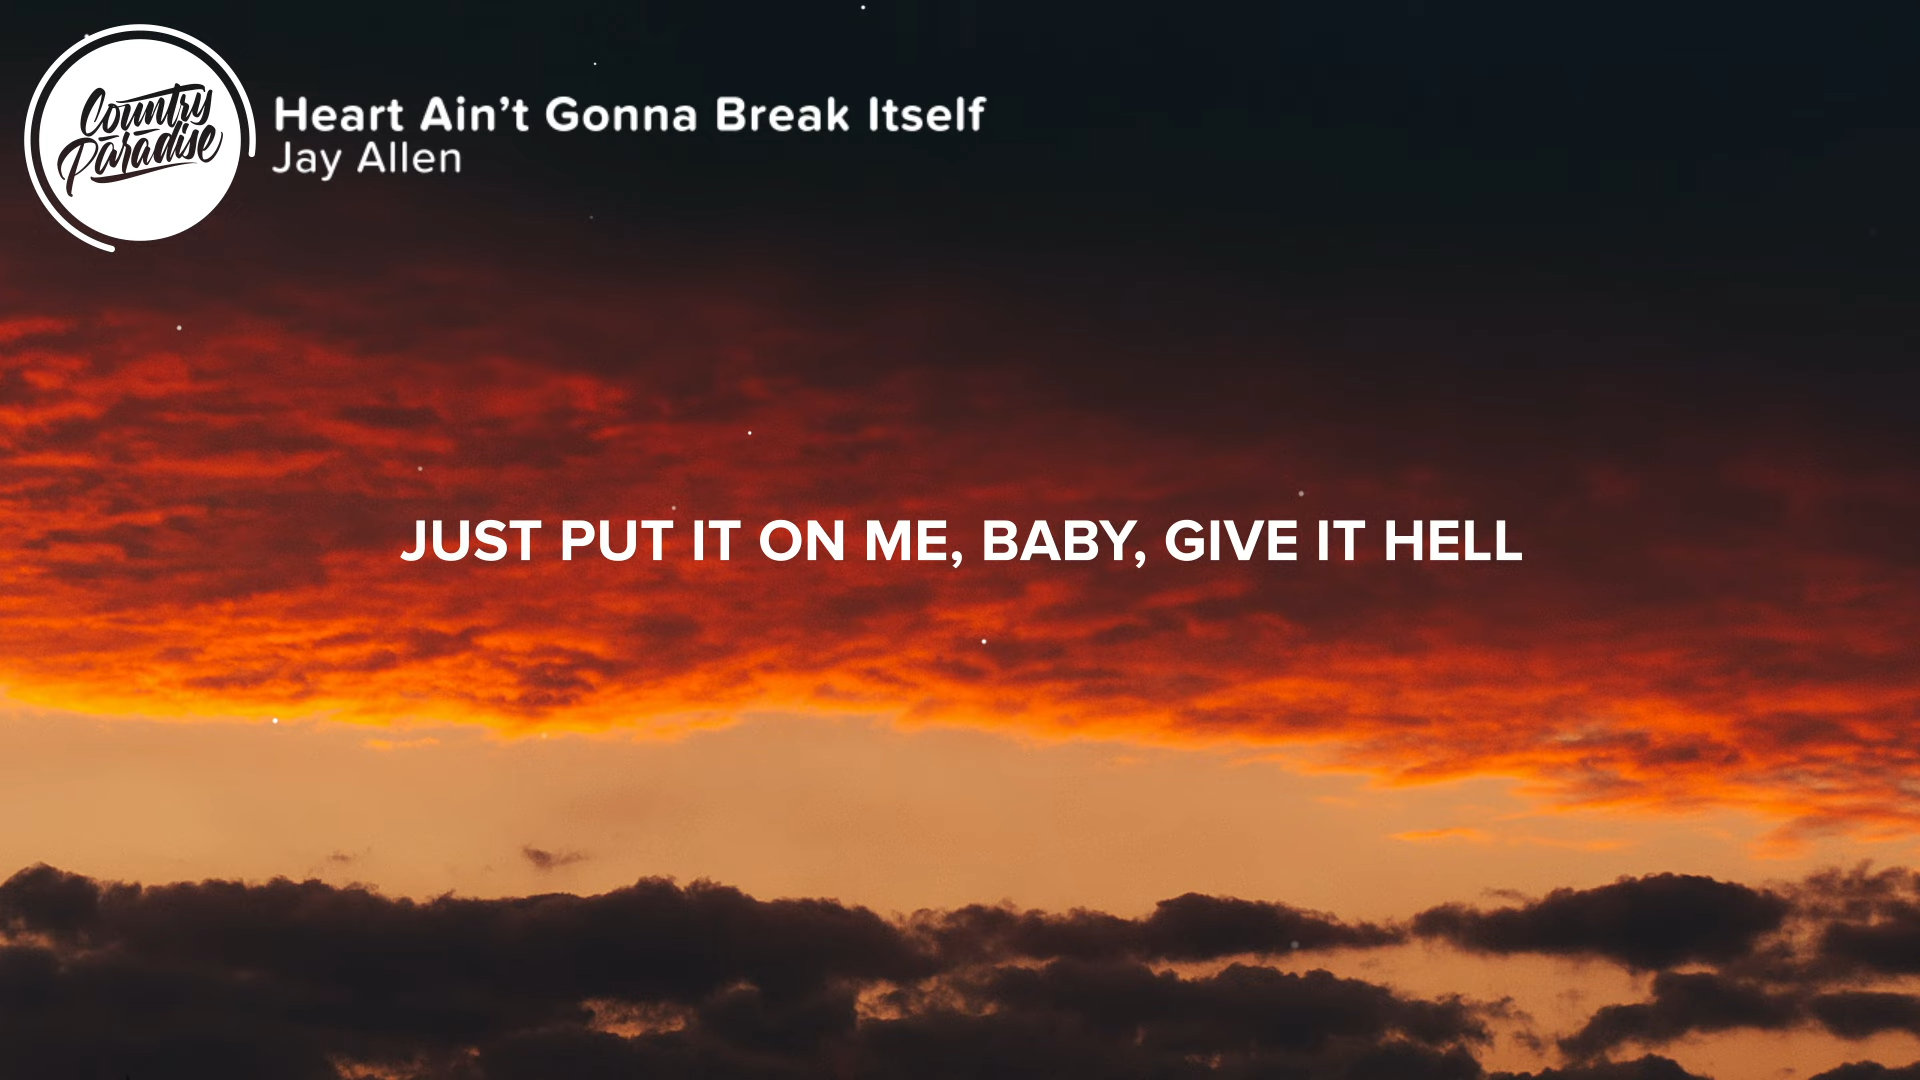 Country
Paradise
Heart Ain’t Gonna Break Itself
Jay Allen
JUST PUT IT ON ME, BABY, GIVE IT HELL